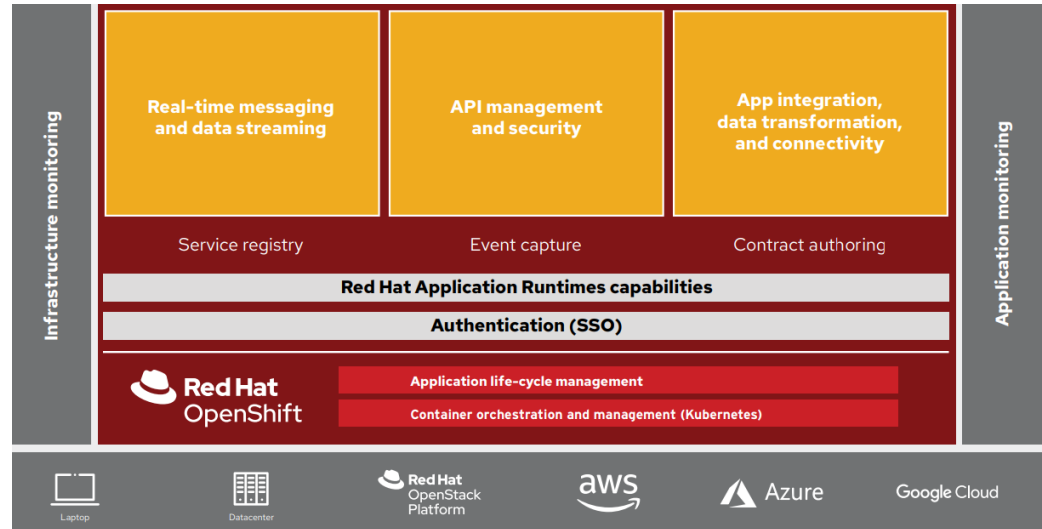 Infrastructure monitoring
Real-time messaging
and data streaming
API management
and security
App integration,
data transformation,
and connectivity
Service registry
Event capture
Contract authoring
Red Hat Application Runtimes capabilities
Authentication (SSO)
Red Hat
OpenShift
Application life-cycle management
Container orchestration and management (Kubernetes)
Application monitoring
Laptop
Datacenter
Red Hat
OpenStack
Platform
aws
Azure
Google Cloud